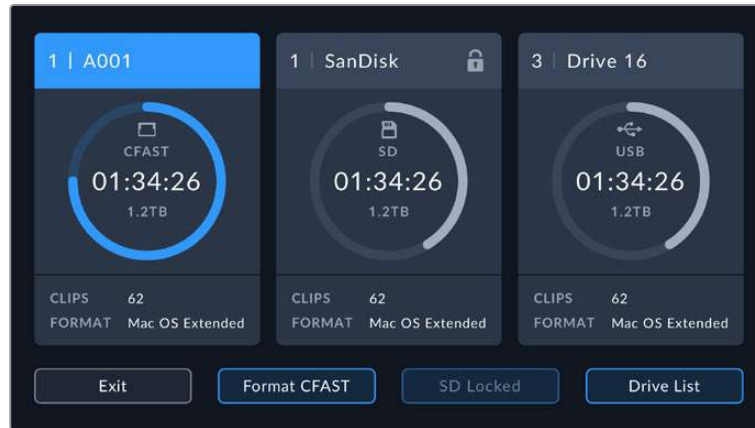 1 | A001
CFAST
01:34:26
1.2TB
CLIPS 62
FORMAT Mac OS Extended
1 | SanDisk
SD
01:34:26
1.2TB
CLIPS 62
FORMAT Mac OS Extended
3 | Drive 16
USB
01:34:26
1.2TB
CLIPS 62
FORMAT Mac OS Extended
Exit
Format CFAST
SD Locked
Drive List